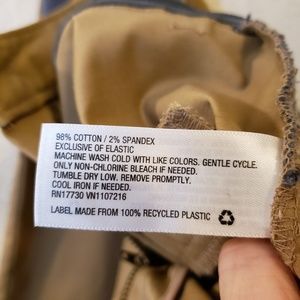 98% COTTON / 2% SPANDEX
EXCLUSIVE OF ELASTIC
MACHINE WASH COLD WITH LIKE COLORS. GENTLE CYCLE.
ONLY NON-CHLORINE BLEACH IF NEEDED.
TUMBLE DRY LOW. REMOVE PROMPTLY.
COOL IRON IF NEEDED.
RN17730 VN1107216
LABEL MADE FROM 100% RECYCLED PLASTIC